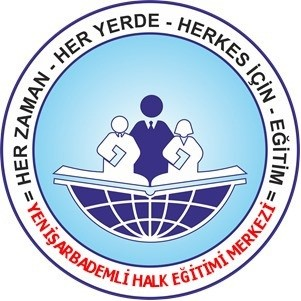 = HER ZAMAN - HER YERDE - HERKES İÇİN - EĞİTİM =
YENİŞARBADEMLİ HALK EĞİTİMİ MERKEZİ